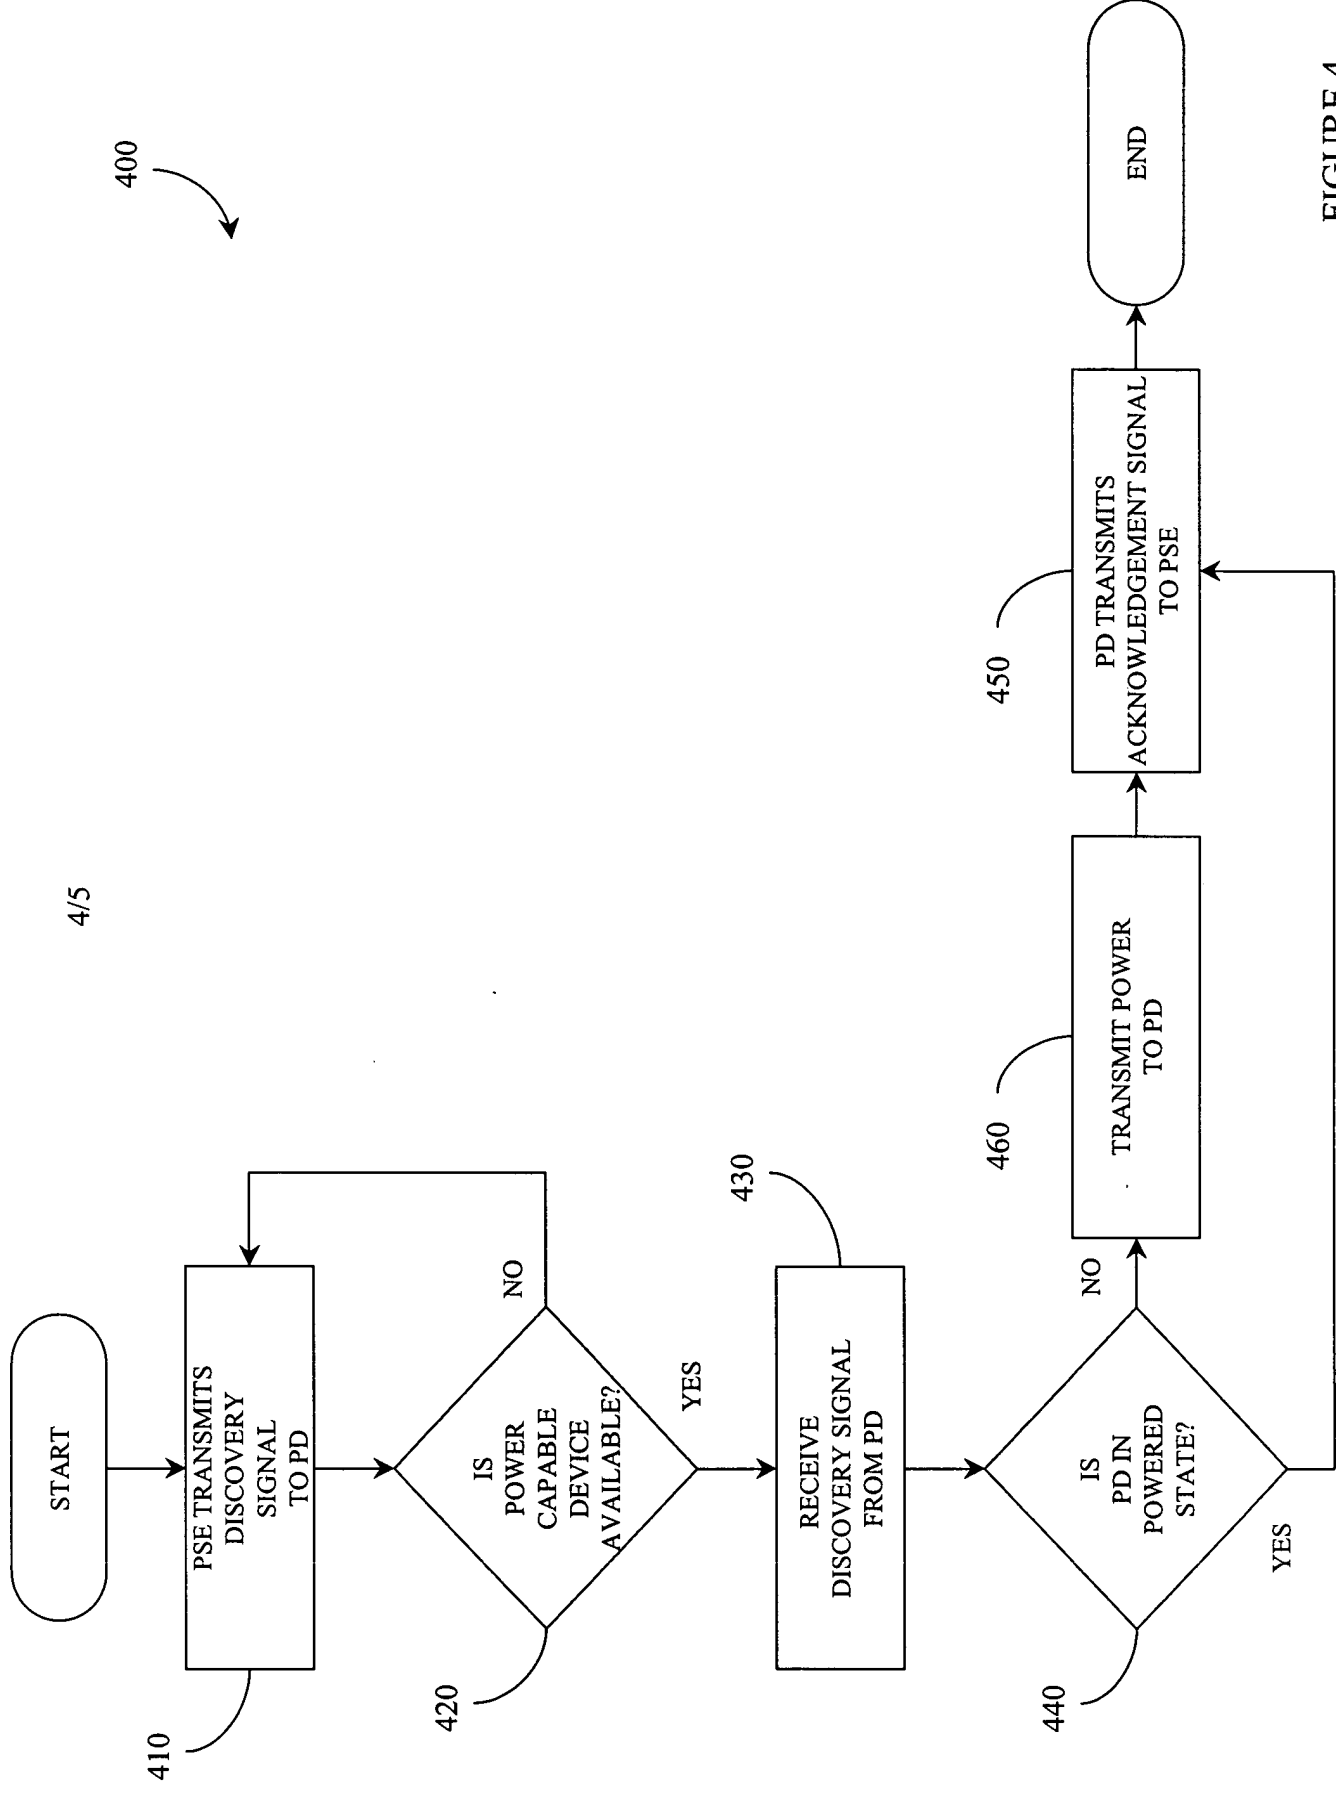 4/5
400
START
410
PSE TRANSMITS
DISCOVERY
SIGNAL
TO PD
420
IS
POWER
CAPABLE
DEVICE
AVAILABLE?
NO
YES
430
RECEIVE
DISCOVERY SIGNAL
FROM PD
440
IS
PD IN
POWERED
STATE?
NO
YES
460
TRANSMIT POWER
TO PD
450
PD TRANSMITS
ACKNOWLEDGEMENT SIGNAL
TO PSE
END
FIGURE 4